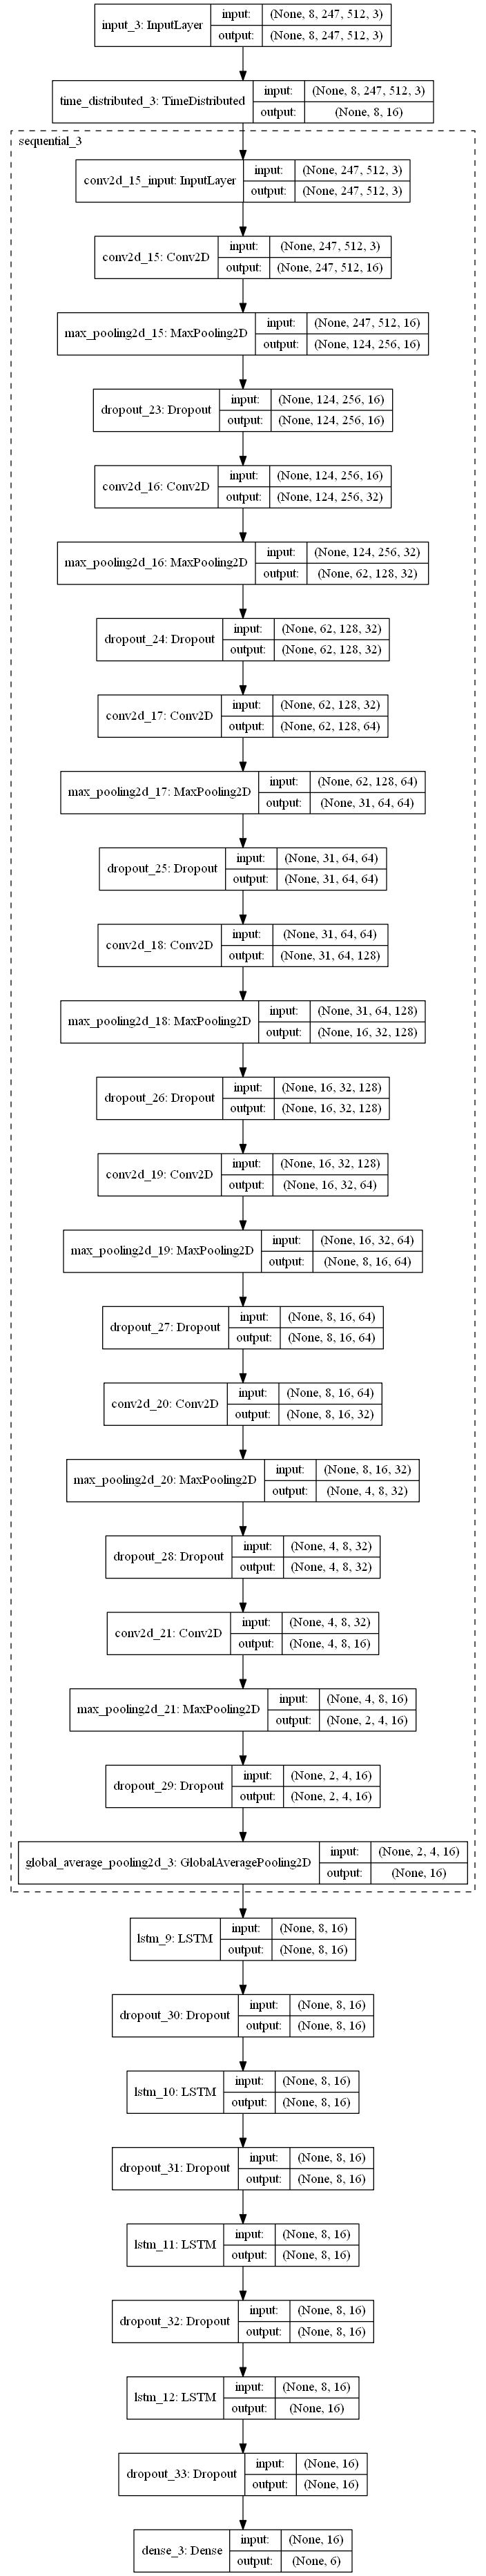 input_3: InputLayer
input: (None, 8, 247, 512, 3)
output: (None, 8, 247, 512, 3)
time_distributed_3: TimeDistributed
input: (None, 8, 247, 512, 3)
output: (None, 8, 16)
sequential_3
conv2d_15_input: InputLayer
input: (None, 247, 512, 3)
output: (None, 247, 512, 3)
conv2d_15: Conv2D
input: (None, 247, 512, 3)
output: (None, 247, 512, 16)
max_pooling2d_15: MaxPooling2D
input: (None, 247, 512, 16)
output: (None, 124, 256, 16)
dropout_23: Dropout
input: (None, 124, 256, 16)
output: (None, 124, 256, 16)
conv2d_16: Conv2D
input: (None, 124, 256, 16)
output: (None, 124, 256, 32)
max_pooling2d_16: MaxPooling2D
input: (None, 124, 256, 32)
output: (None, 62, 128, 32)
dropout_24: Dropout
input: (None, 62, 128, 32)
output: (None, 62, 128, 32)
conv2d_17: Conv2D
input: (None, 62, 128, 32)
output: (None, 62, 128, 64)
max_pooling2d_17: MaxPooling2D
input: (None, 62, 128, 64)
output: (None, 31, 64, 64)
dropout_25: Dropout
input: (None, 31, 64, 64)
output: (None, 31, 64, 64)
conv2d_18: Conv2D
input: (None, 31, 64, 64)
output: (None, 31, 64, 128)
max_pooling2d_18: MaxPooling2D
input: (None, 31, 64, 128)
output: (None, 16, 32, 128)
dropout_26: Dropout
input: (None, 16, 32, 128)
output: (None, 16, 32, 128)
conv2d_19: Conv2D
input: (None, 16, 32, 128)
output: (None, 16, 32, 64)
max_pooling2d_19: MaxPooling2D
input: (None, 16, 32, 64)
output: (None, 8, 16, 64)
dropout_27: Dropout
input: (None, 8, 16, 64)
output: (None, 8, 16, 64)
conv2d_20: Conv2D
input: (None, 8, 16, 64)
output: (None, 8, 16, 32)
max_pooling2d_20: MaxPooling2D
input: (None, 8, 16, 32)
output: (None, 4, 8, 32)
dropout_28: Dropout
input: (None, 4, 8, 32)
output: (None, 4, 8, 32)
conv2d_21: Conv2D
input: (None, 4, 8, 32)
output: (None, 4, 8, 16)
max_pooling2d_21: MaxPooling2D
input: (None, 4, 8, 16)
output: (None, 2, 4, 16)
dropout_29: Dropout
input: (None, 2, 4, 16)
output: (None, 2, 4, 16)
global_average_pooling2d_3: GlobalAveragePooling2D
input: (None, 2, 4, 16)
output: (None, 16)
lstm_9: LSTM
input: (None, 8, 16)
output: (None, 8, 16)
dropout_30: Dropout
input: (None, 8, 16)
output: (None, 8, 16)
lstm_10: LSTM
input: (None, 8, 16)
output: (None, 8, 16)
dropout_31: Dropout
input: (None, 8, 16)
output: (None, 8, 16)
lstm_11: LSTM
input: (None, 8, 16)
output: (None, 8, 16)
dropout_32: Dropout
input: (None, 8, 16)
output: (None, 8, 16)
lstm_12: LSTM
input: (None, 8, 16)
output: (None, 16)
dropout_33: Dropout
input: (None, 16)
output: (None, 16)
dense_3: Dense
input: (None, 16)
output: (None, 6)